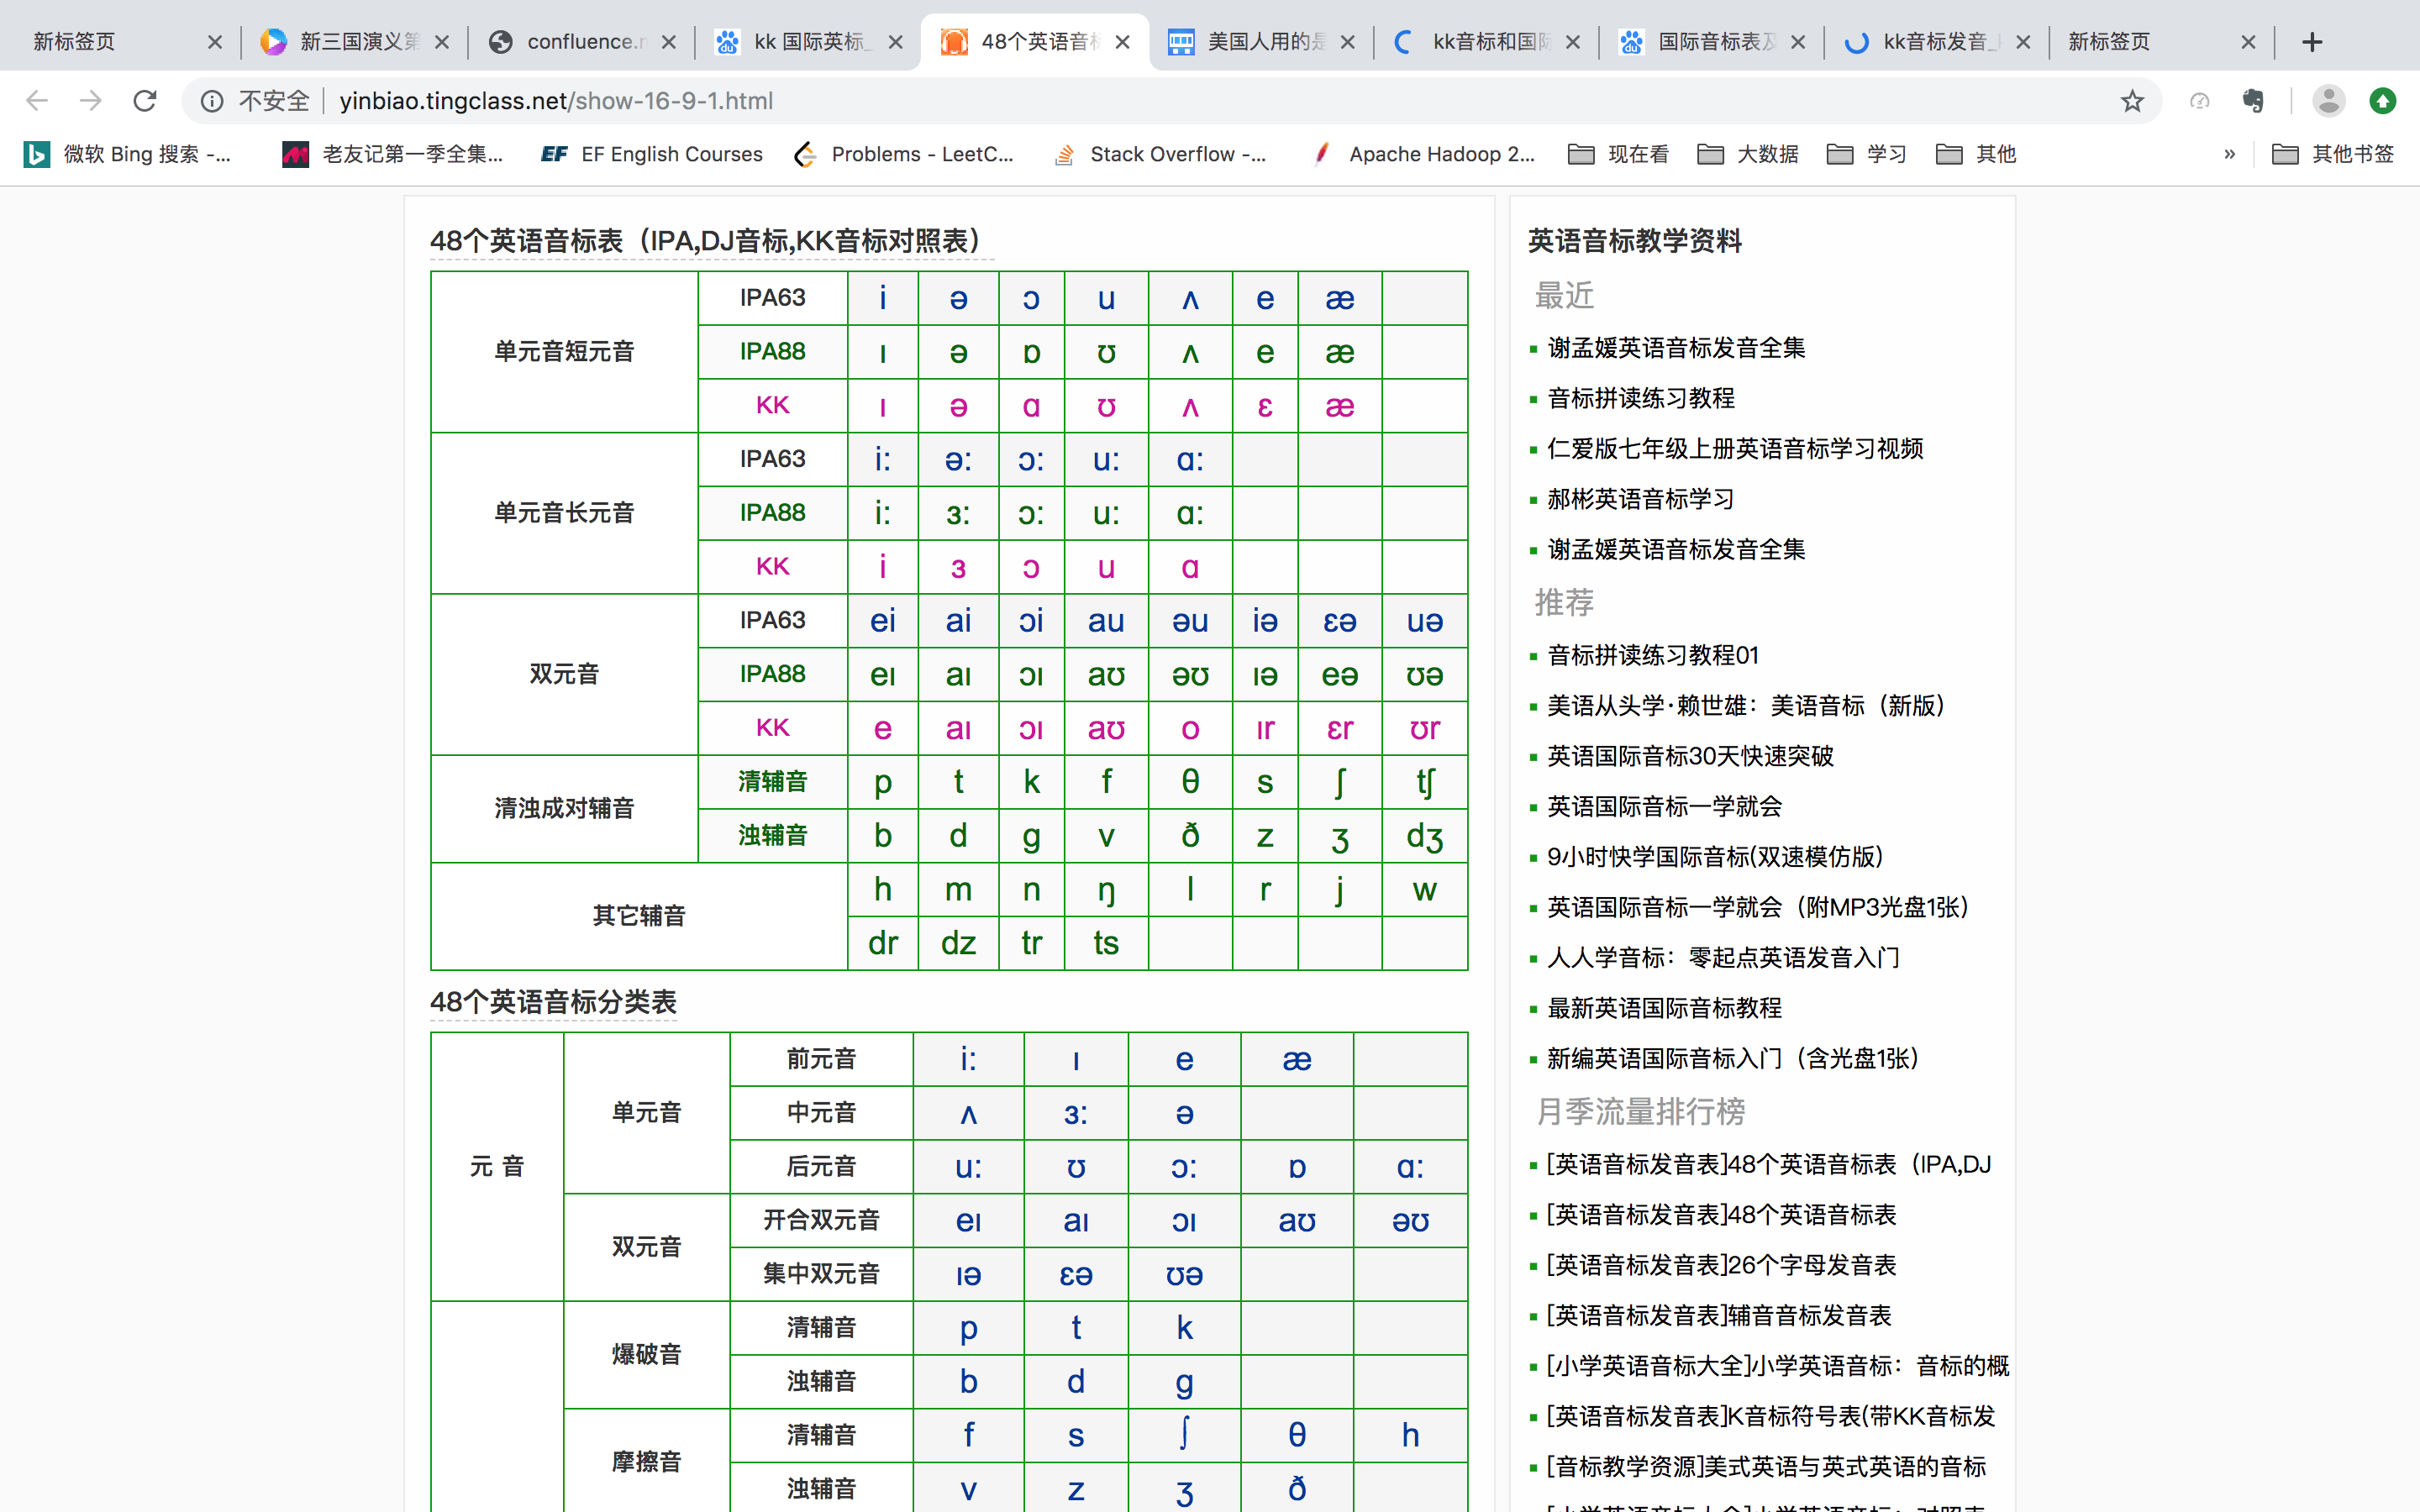 新标签页 新三国演义第 confluence.n kk 国际英标_ 48个英语音标 美国人用的是 kk音标和国际 国际音标表及 kk音标发音_ 新标签页
不安全 yinbiao.tingclass.net/show-16-9-1.html
微软 Bing 搜索 -... 老友记第一季全集... EF EF English Courses Problems - LeetC... Stack Overflow -... Apache Hadoop 2... 现在看 大数据 学习 其他 » 其他书签
48个英语音标表（IPA,DJ音标,KK音标对照表）
单元音短元音
IPA63 i ə ɔ u ʌ e æ
IPA88 ɪ ə ɒ ʊ ʌ e æ
KK ɪ ə ɑ ʊ ʌ ɛ æ
单元音长元音
IPA63 i: ə: ɔ: u: ɑ:
IPA88 i: ɜ: ɔ: u: ɑ:
KK i ɜ ɔ u ɑ
双元音
IPA63 ei ai ɔi au əu iə ɛə uə
IPA88 eɪ aɪ ɔɪ aʊ əʊ ɪə eə ʊə
KK e aɪ ɔɪ aʊ o ɪr ɛr ʊr
清浊成对辅音
清辅音 p t k f θ s ʃ tʃ
浊辅音 b d g v ð z ʒ dʒ
其它辅音
h m n ŋ l r j w
dr dz tr ts
48个英语音标分类表
元 音
单元音
前元音 i: ɪ e æ
中元音 ʌ ɜ: ə
后元音 u: ʊ ɔ: ɒ ɑ:
双元音
开合双元音 eɪ aɪ ɔɪ aʊ əʊ
集中双元音 ɪə ɛə ʊə
爆破音
清辅音 p t k
浊辅音 b d g
摩擦音
清辅音 f s ʃ θ h
浊辅音 v z ʒ ð
英语音标教学资料
最近
谢孟媛英语音标发音全集
音标拼读练习教程
仁爱版七年级上册英语音标学习视频
郝彬英语音标学习
谢孟媛英语音标发音全集
推荐
音标拼读练习教程01
美语从头学·赖世雄：美语音标（新版）
英语国际音标30天快速突破
英语国际音标一学就会
9小时快学国际音标(双速模仿版)
英语国际音标一学就会（附MP3光盘1张）
人人学音标：零起点英语发音入门
最新英语国际音标教程
新编英语国际音标入门（含光盘1张）
月季流量排行榜
[英语音标发音表]48个英语音标表（IPA,DJ
[英语音标发音表]48个英语音标表
[英语音标发音表]26个字母发音表
[英语音标发音表]辅音音标发音表
[小学英语音标大全]小学英语音标：音标的概
[英语音标发音表]K音标符号表(带KK音标发
[音标教学资源]美式英语与英式英语的音标